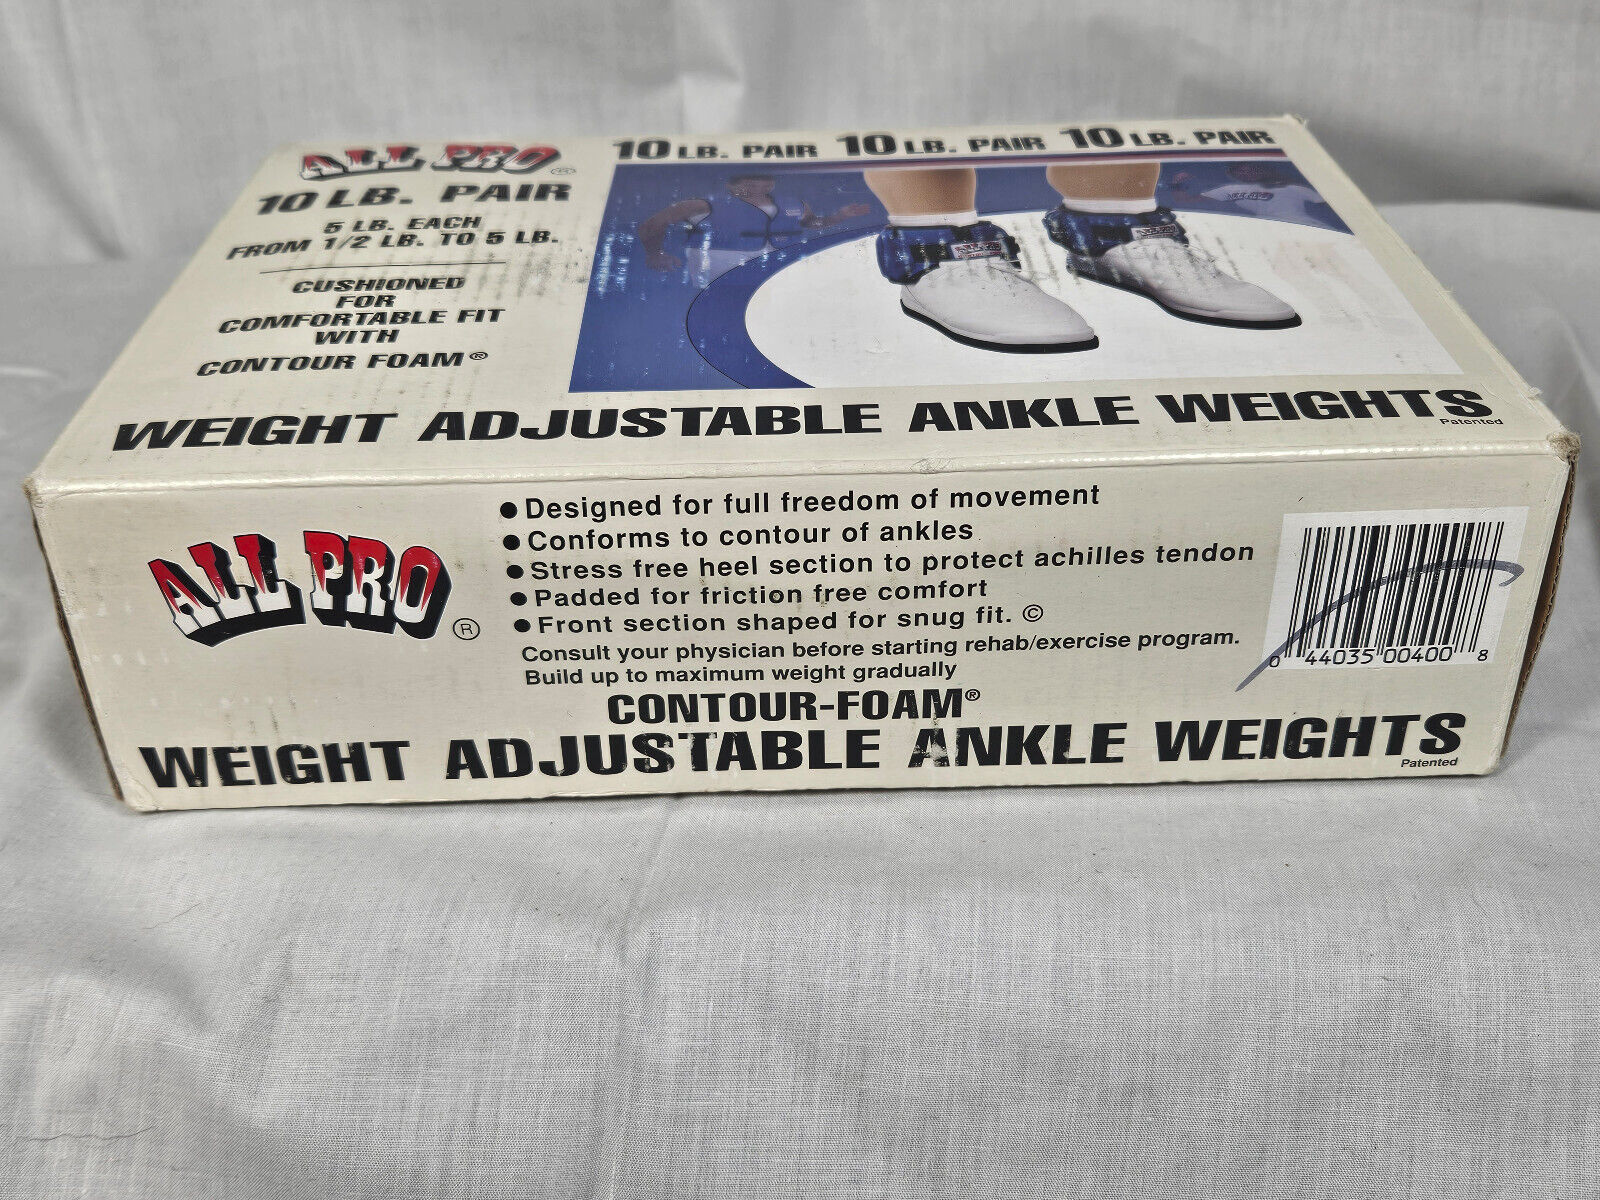 ALL PRO ®
10 LB. PAIR
5 LB. EACH
FROM 1/2 LB. TO 5 LB.
CUSHIONED
FOR
COMFORTABLE FIT
WITH
CONTOUR FOAM®
10 LB. PAIR 10 LB. PAIR 10 LB. PAIR
WEIGHT ADJUSTABLE ANKLE WEIGHTS
Patented
ALL PRO ®
● Designed for full freedom of movement
● Conforms to contour of ankles
● Stress free heel section to protect achilles tendon
● Padded for friction free comfort
● Front section shaped for snug fit. ©
Consult your physician before starting rehab/exercise program.
Build up to maximum weight gradually
CONTOUR-FOAM®
WEIGHT ADJUSTABLE ANKLE WEIGHTS
Patented
0 44035 00400 8